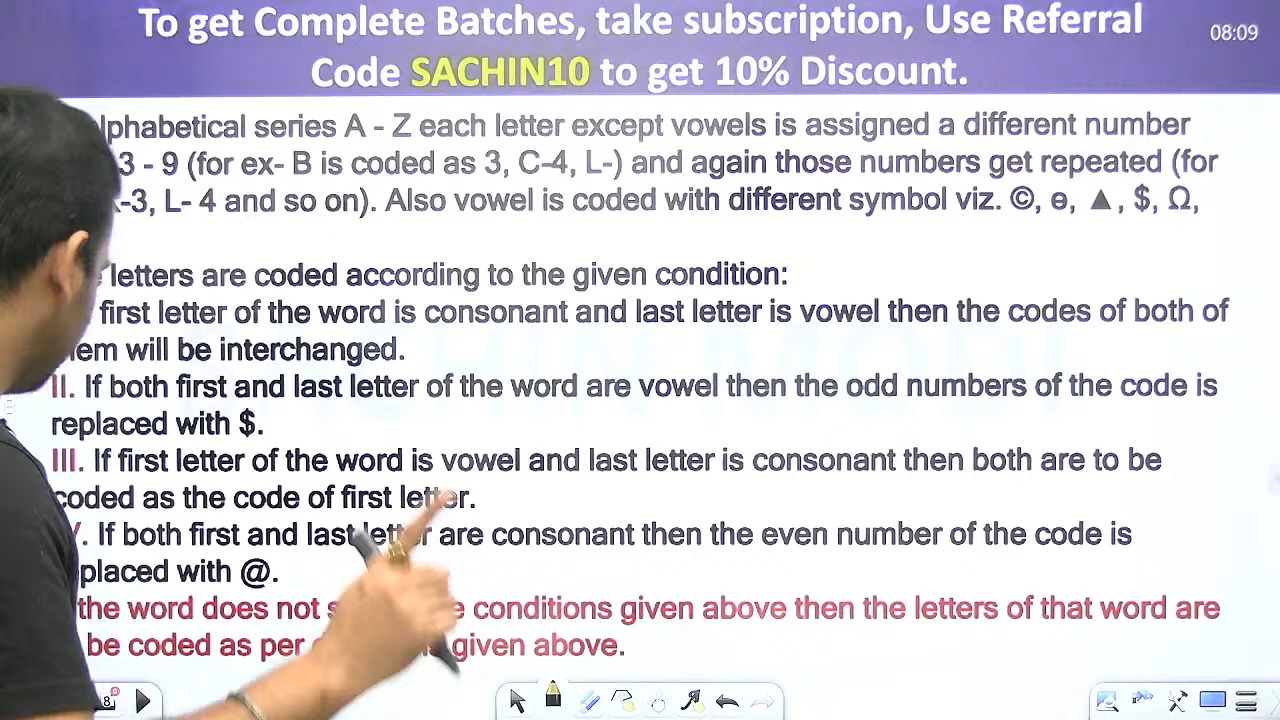 To get Complete Batches, take subscription, Use Referral
Code SACHIN10 to get 10% Discount.
08:09
lphabetical series A - Z each letter except vowels is assigned a different number
3 - 9 (for ex- B is coded as 3, C-4, L-) and again those numbers get repeated (for
-3, L- 4 and so on). Also vowel is coded with different symbol viz. ©, ɵ, ▲, $, Ω,
letters are coded according to the given condition:
first letter of the word is consonant and last letter is vowel then the codes of both of
em will be interchanged.
II. If both first and last letter of the word are vowel then the odd numbers of the code is
replaced with $.
III. If first letter of the word is vowel and last letter is consonant then both are to be
coded as the code of first letter.
. If both first and last letter are consonant then the even number of the code is
placed with @.
the word does not conditions given above then the letters of that word are
be coded as per given above.